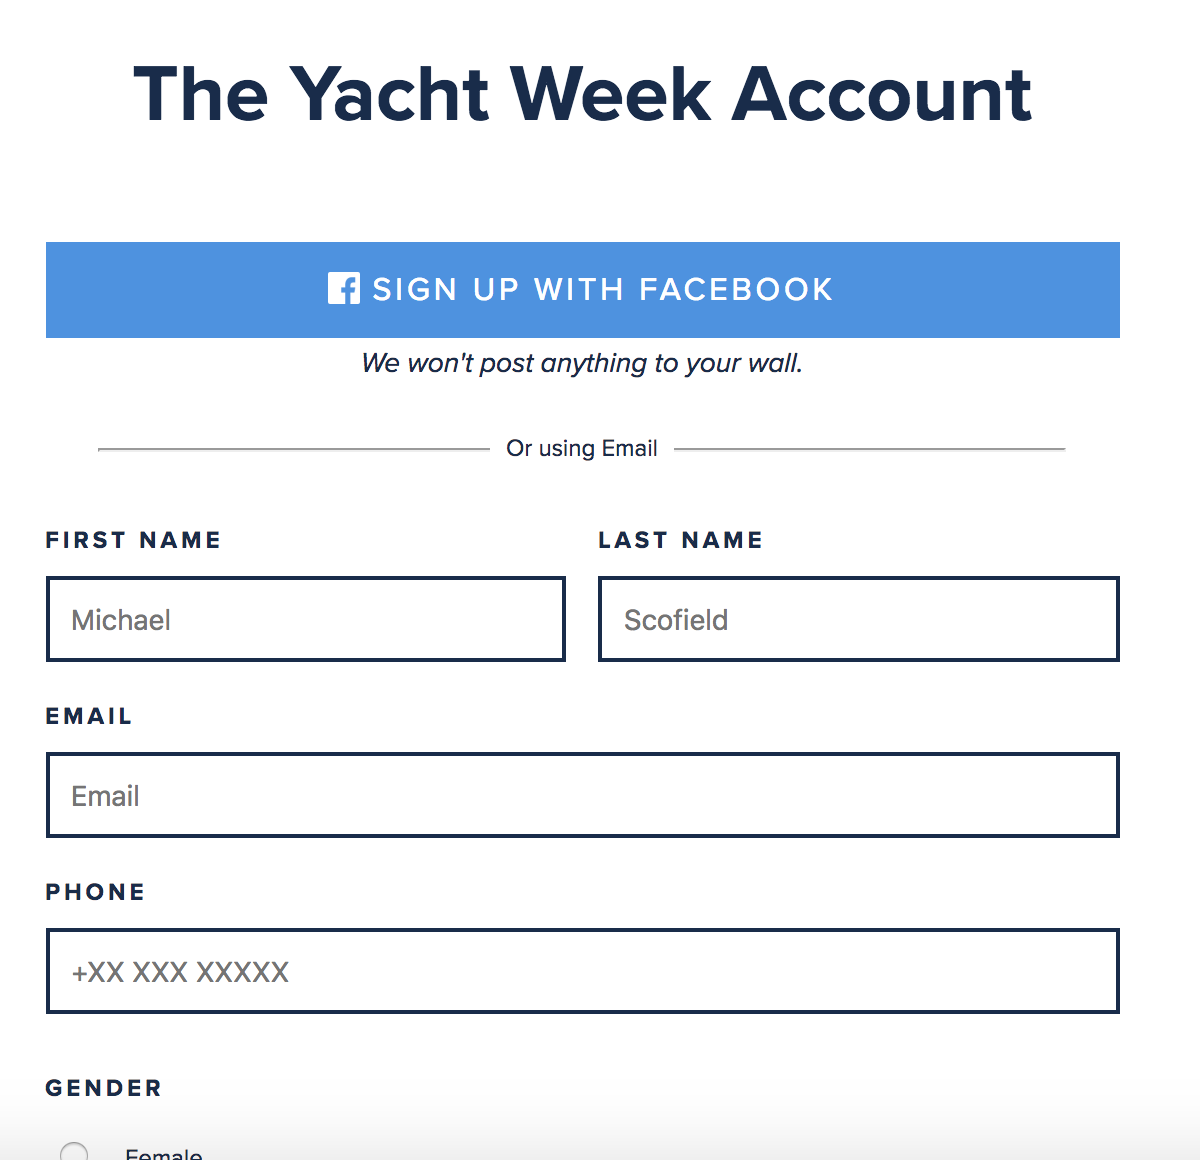 The Yacht Week Account
SIGN UP WITH FACEBOOK
We won't post anything to your wall.
Or using Email
FIRST NAME
LAST NAME
Michael
Scofield
EMAIL
Email
PHONE
+XX XXX XXXXX
GENDER
Female